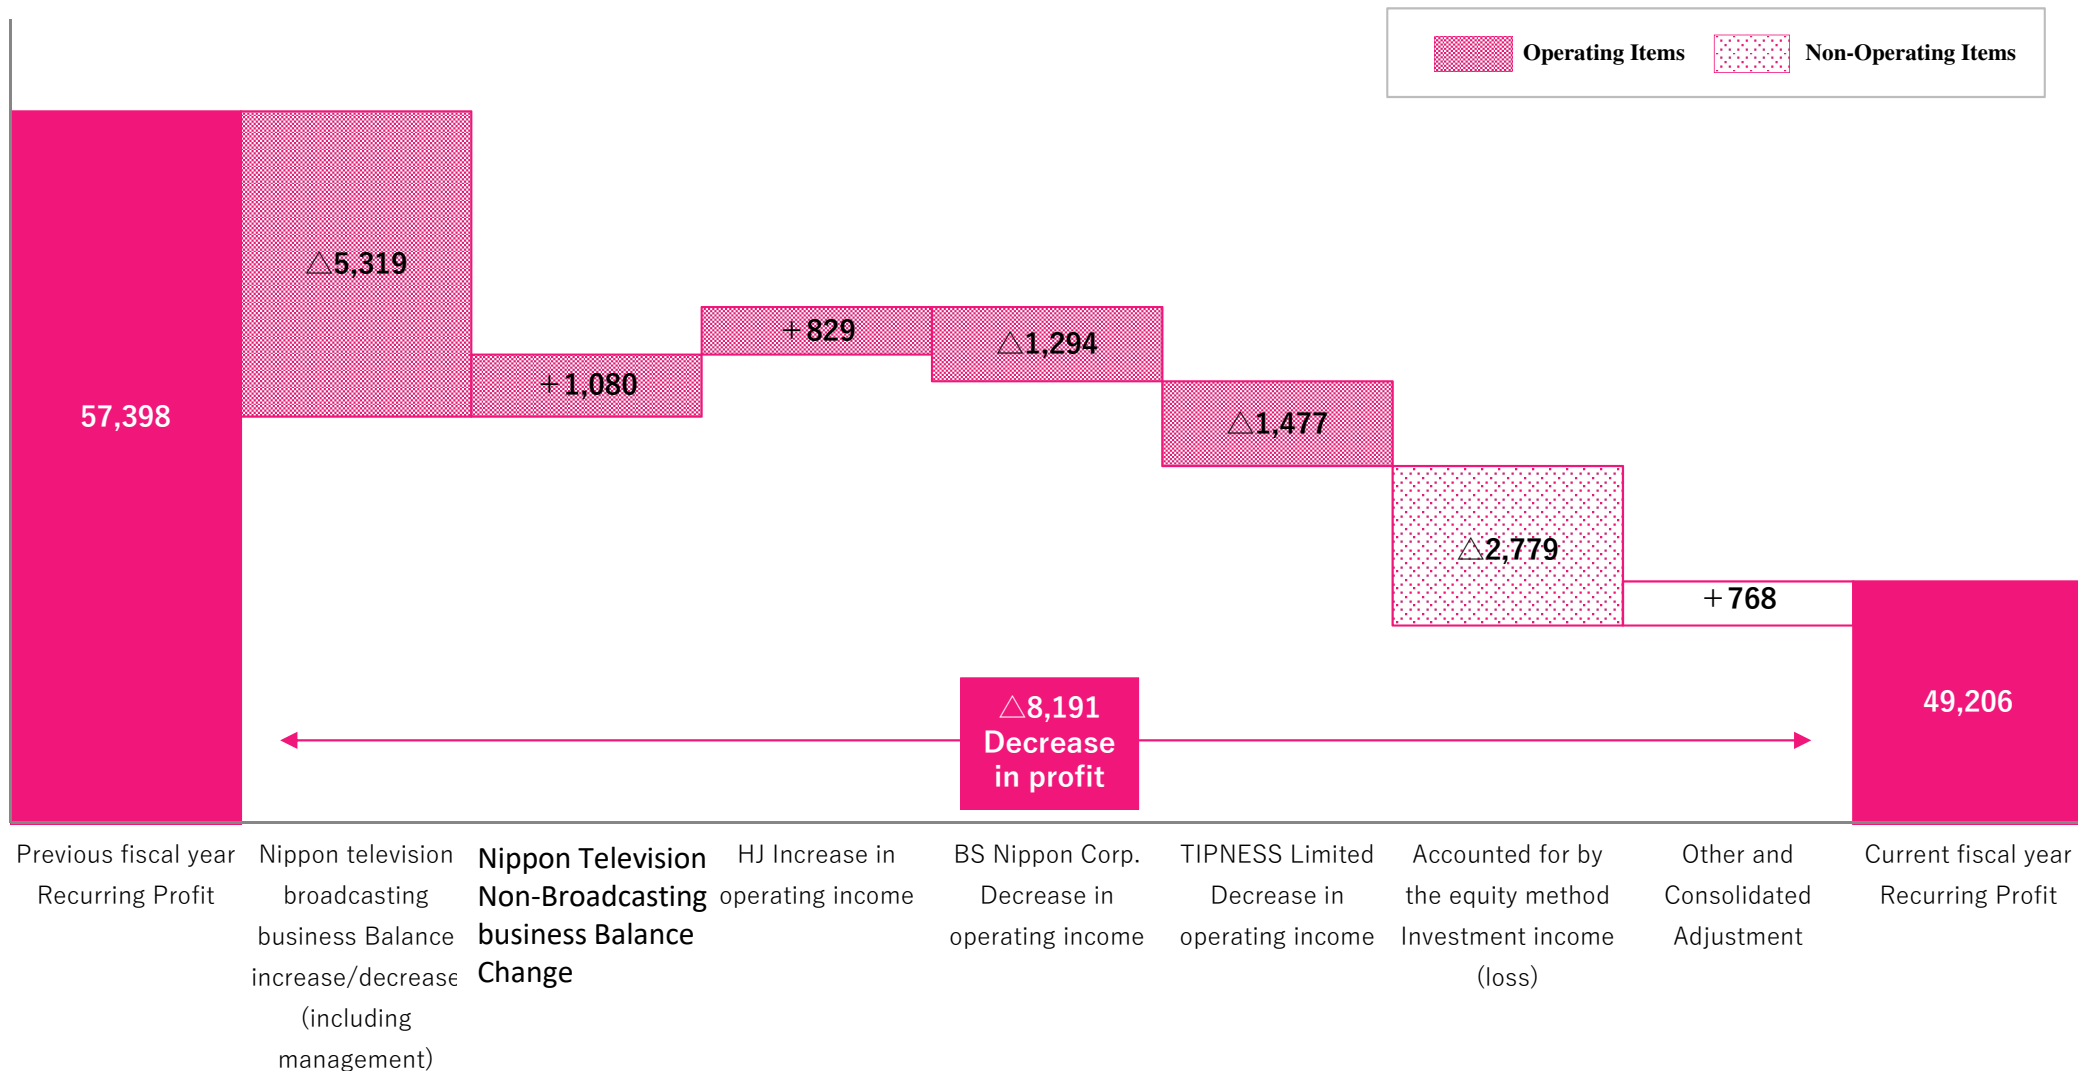 Operating Items
Non-Operating Items
57,398
△5,319
+1,080
+829
△1,294
△1,477
△2,779
+768
49,206
△8,191
Decrease
in profit
Previous fiscal year
Recurring Profit
Nippon television
broadcasting
business Balance
increase/decrease
(including
management)
Nippon Television
Non-Broadcasting
business Balance
Change
HJ Increase in
operating income
BS Nippon Corp.
Decrease in
operating income
TIPNESS Limited
Decrease in
operating income
Accounted for by
the equity method
Investment income
(loss)
Other and
Consolidated
Adjustment
Current fiscal year
Recurring Profit